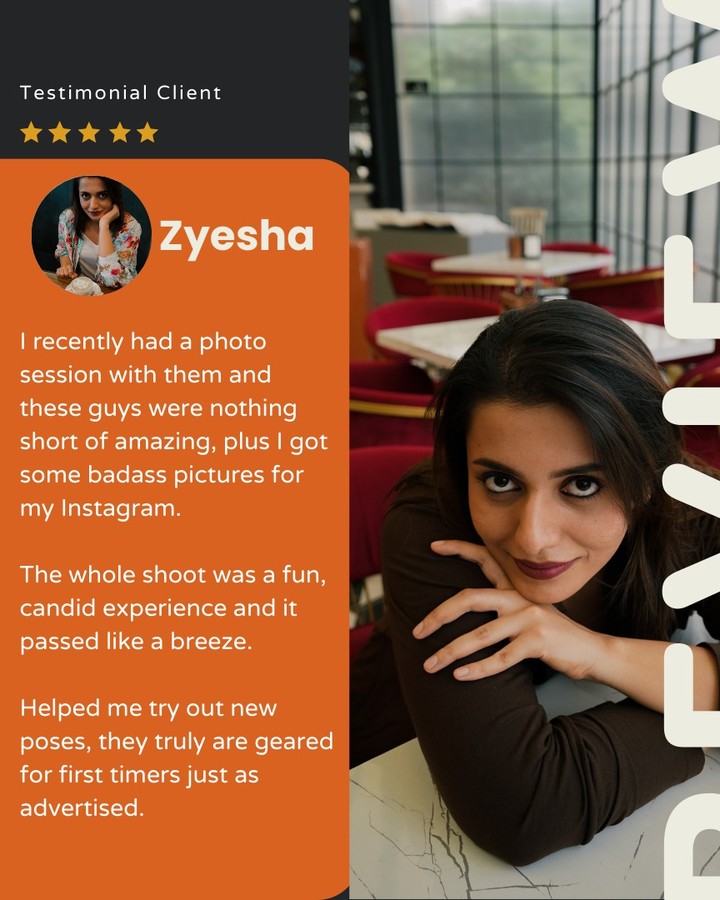 Testimonial Client
Zyesha
I recently had a photo
session with them and
these guys were nothing
short of amazing, plus I got
some badass pictures for
my Instagram.
The whole shoot was a fun,
candid experience and it
passed like a breeze.
Helped me try out new
poses, they truly are geared
for first timers just as
advertised.
REVIEW